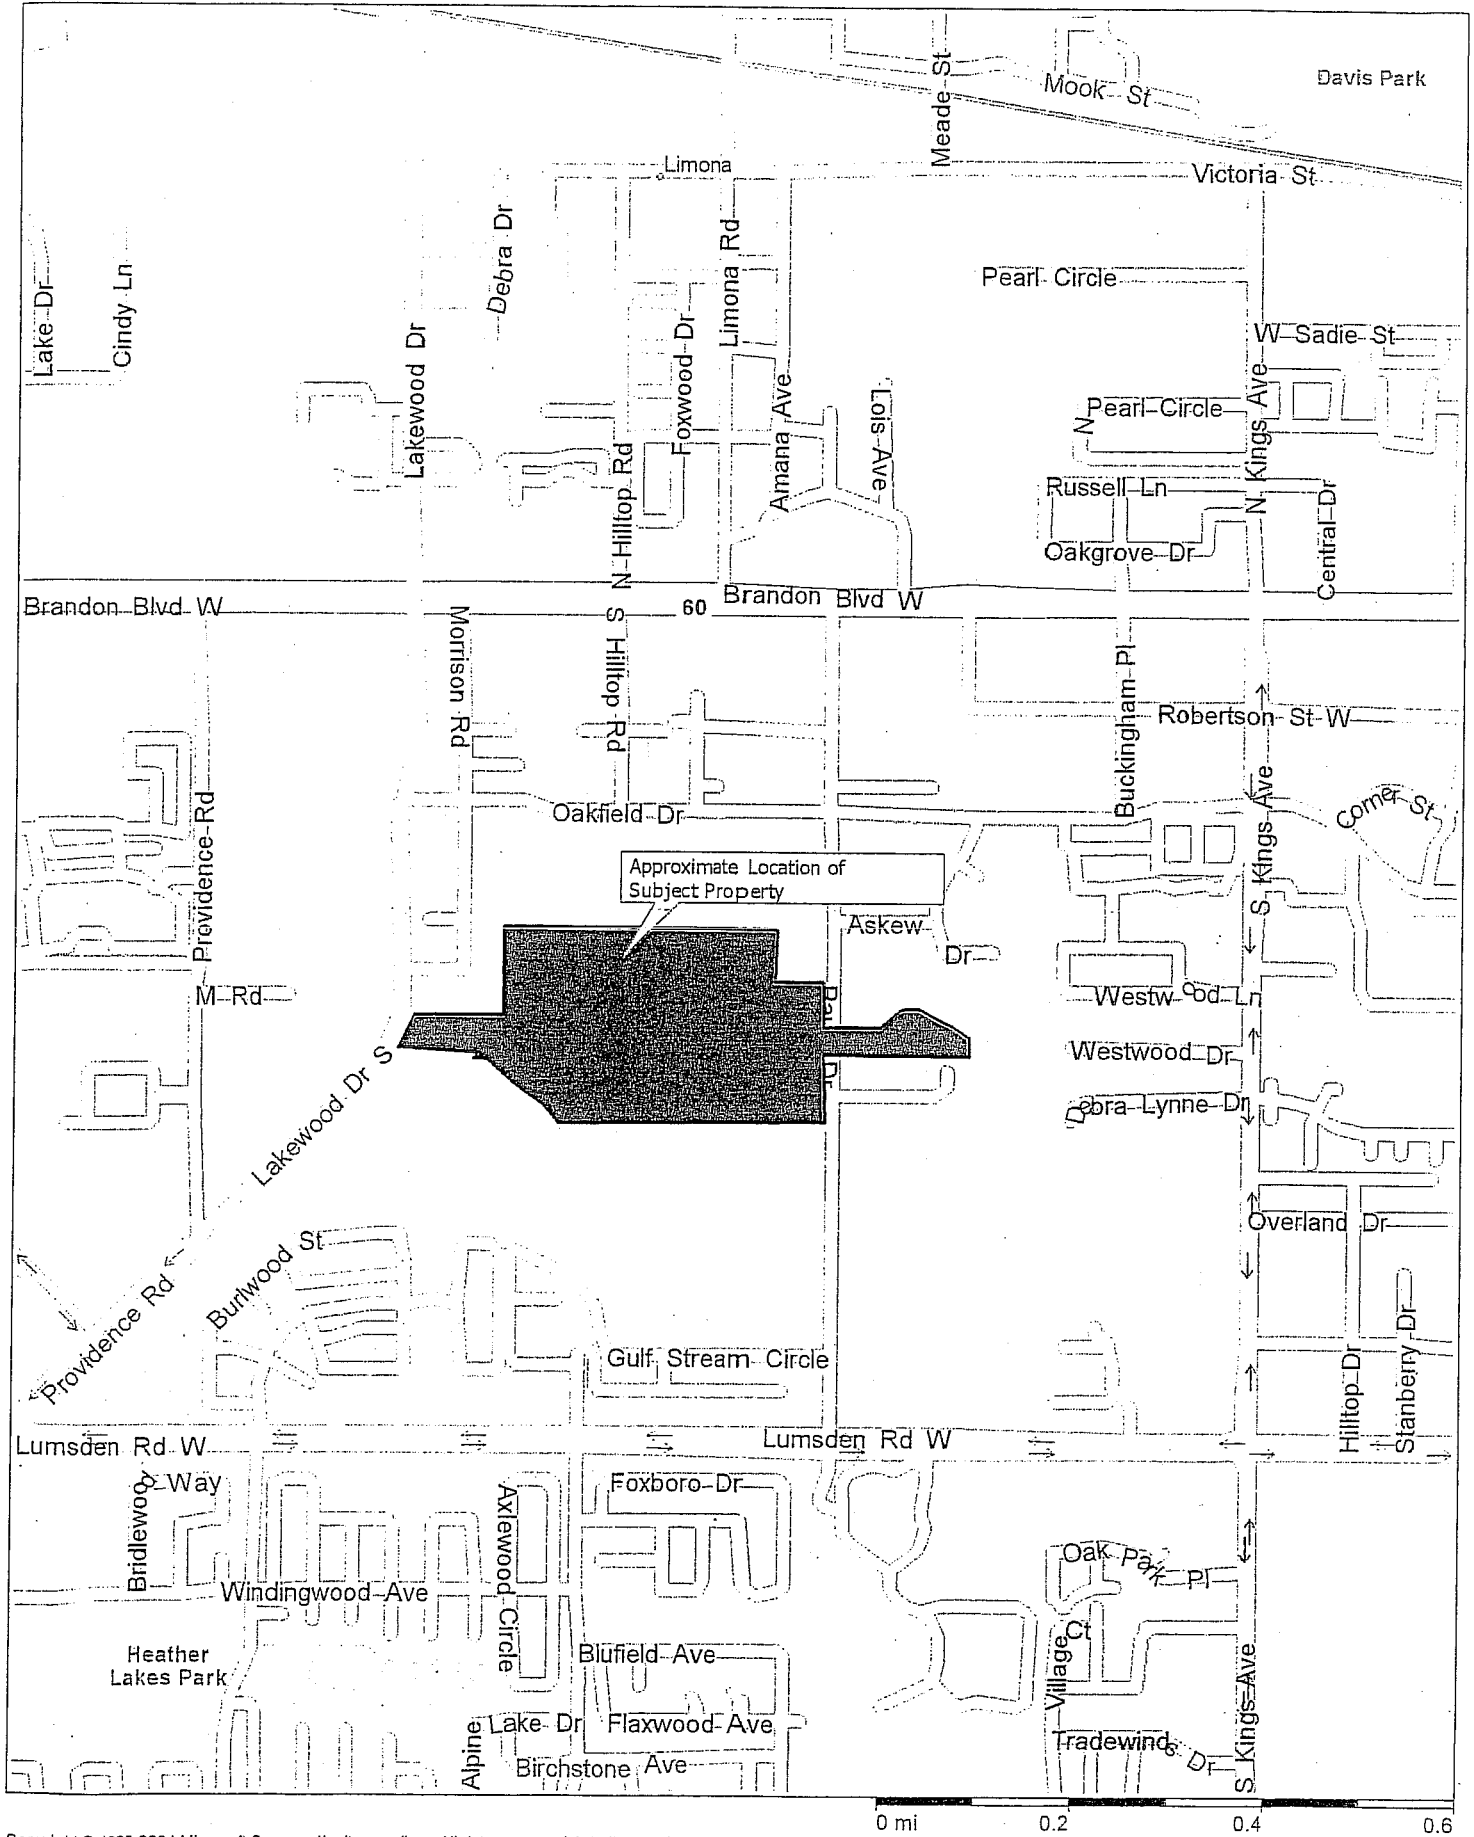 Davis Park
Mook St
Meade St
Limona
Victoria St
Debra Dr
Limona Rd
Lake Dr
Cindy Ln
Pearl Circle
W Sadie St
Lakewood Dr
Foxwood Dr
Amana Ave
Lois Ave
N Kings Ave
N Pearl Circle
N Hilltop Rd
Russell Ln
Oakgrove Dr
Central Dr
Brandon Blvd W
60
Brandon Blvd W
Morrison Rd
S Hilltop Rd
Buckingham Pl
Robertson St W
Oakfield Dr
S Kings Ave
Corner St
Providence Rd
Approximate Location of
Subject Property
Askew
Dr
M Rd
Westwood Ln
Lakewood Dr S
Dr
Westwood Dr
Debra Lynne Dr
Overland Dr
Burlwood St
Providence Rd
Gulf Stream Circle
Hilltop Dr
Stanberry Dr
Lumsden Rd W
Lumsden Rd W
Bridlewood Way
Axlewood Circle
Foxboro Dr
Oak Park Pl
Windingwood Ave
Village Ct
Heather
Lakes Park
Blufield Ave
S Kings Ave
Alpine
Lake Dr
Flaxwood Ave
Tradewinds Dr
Birchstone Ave
0 mi
0.2
0.4
0.6